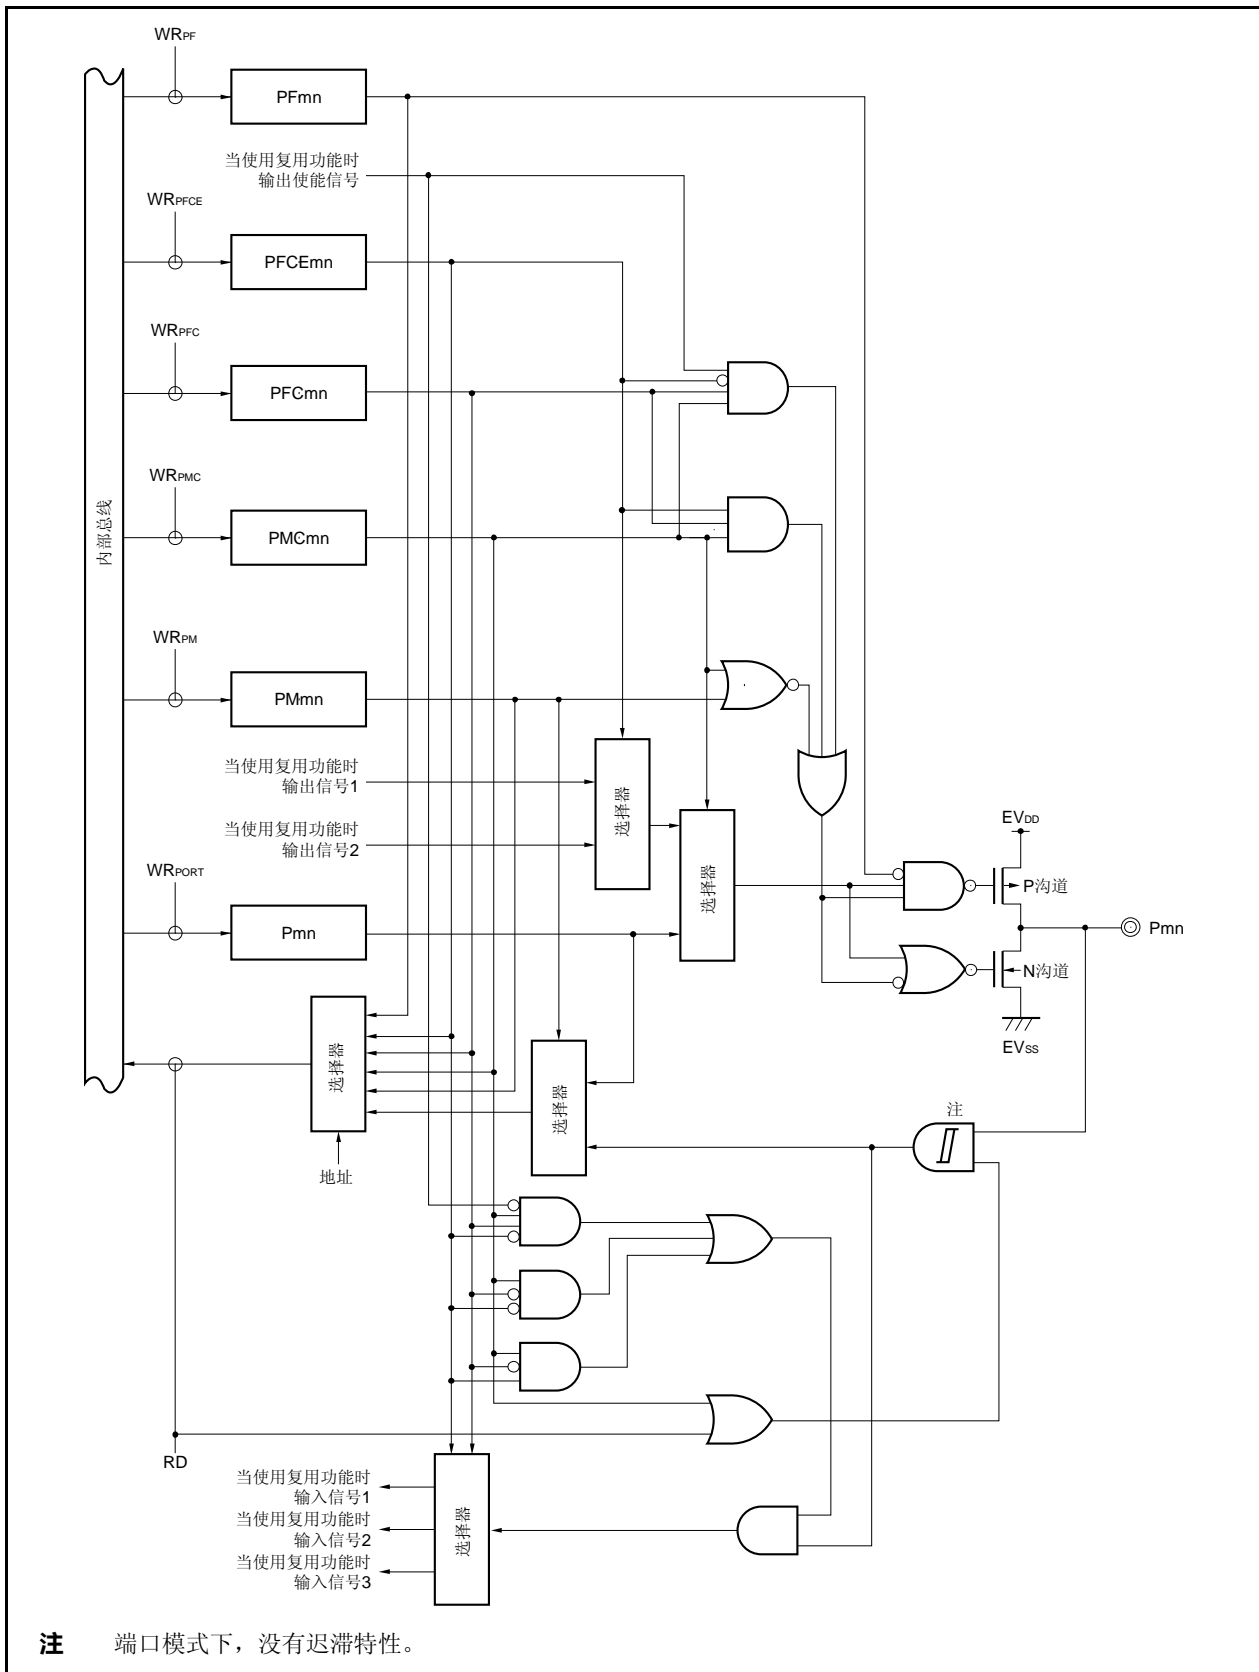 WRPF
PFmn
当使用复用功能时
输出使能信号
WRPFCE
PFCEmn
WRPFC
PFCmn
WRPMC
PMCmn
内部总线
WRPM
PMmn
当使用复用功能时
输出信号1
当使用复用功能时
输出信号2
选择器
选择器
WRPORT
Pmn
EVDD
P沟道
Pmn
N沟道
EVSS
选择器
选择器
地址
注
RD
当使用复用功能时
输入信号1
当使用复用功能时
输入信号2
当使用复用功能时
输入信号3
选择器
注 端口模式下，没有迟滞特性。